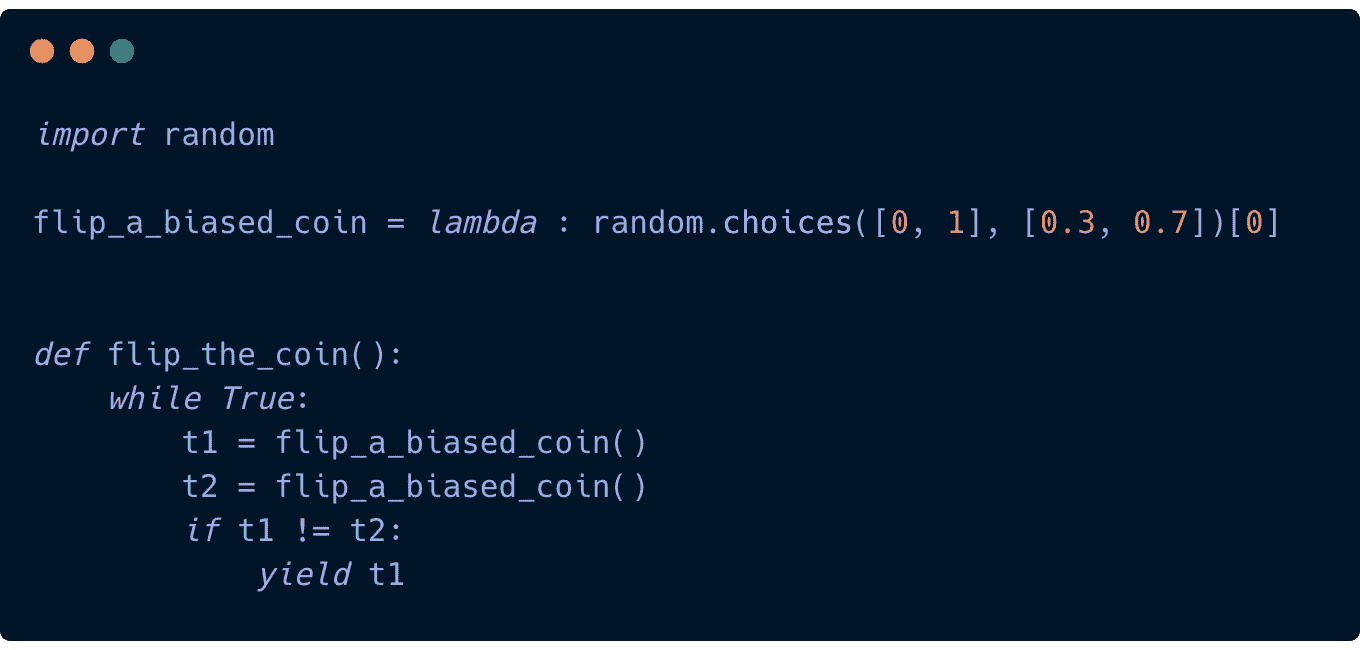 import random
flip_a_biased_coin = lambda : random.choices([0, 1], [0.3, 0.7])[0]
def flip_the_coin():
    while True:
        t1 = flip_a_biased_coin()
        t2 = flip_a_biased_coin()
        if t1 != t2:
            yield t1